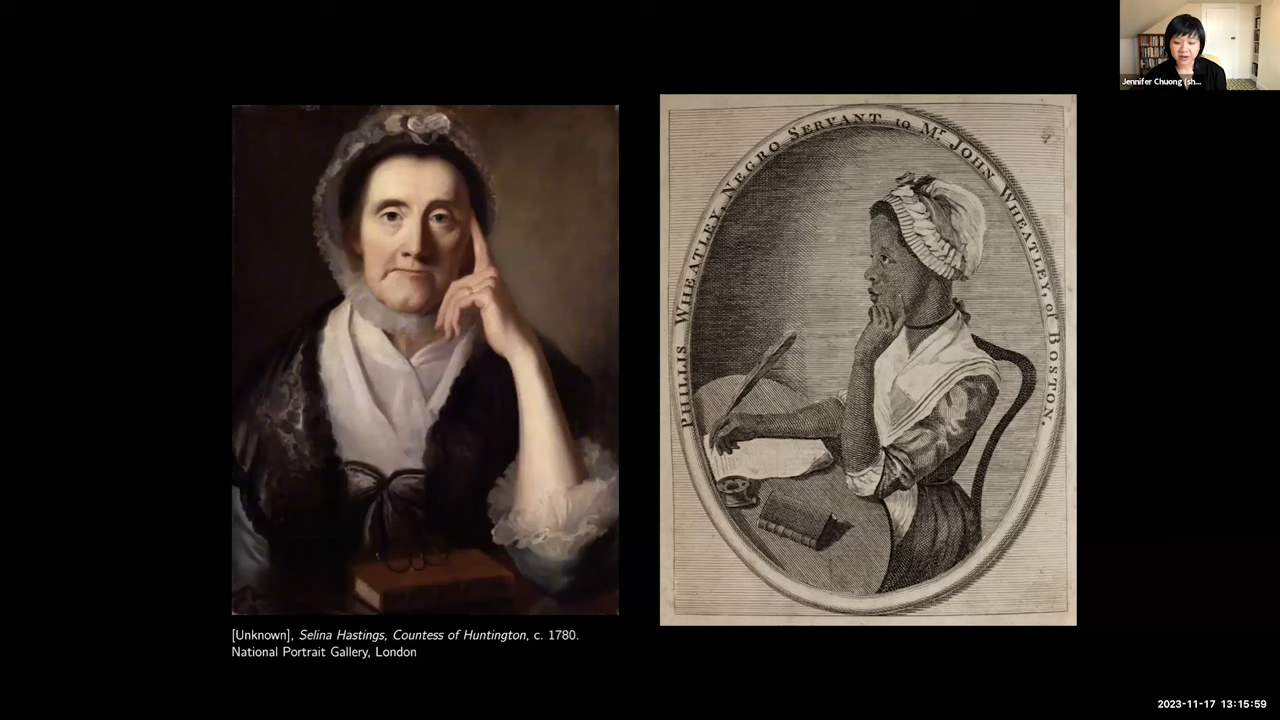 Jennifer Chuong (sh...
PHILLIS WHEATLEY, NEGRO SERVANT to Mr. JOHN WHEATLEY, of BOSTON.
[Unknown], Selina Hastings, Countess of Huntington, c. 1780.
National Portrait Gallery, London
2023-11-17 13:15:59